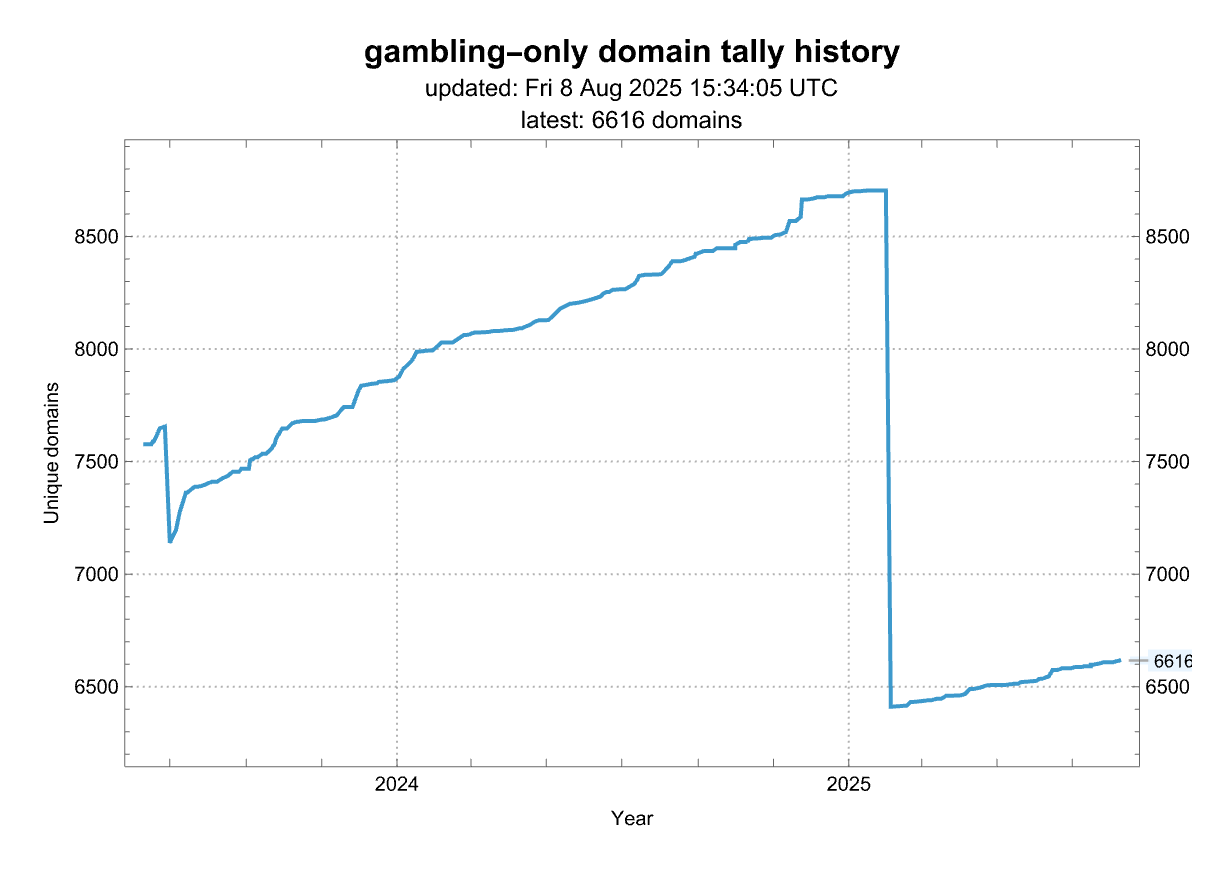 gambling–only domain tally history
updated: Fri 8 Aug 2025 15:34:05 UTC
latest: 6616 domains
8500
8500
8000
8000
Unique domains
7500
7500
7000
7000
6616
6500
6500
2024
2025
Year